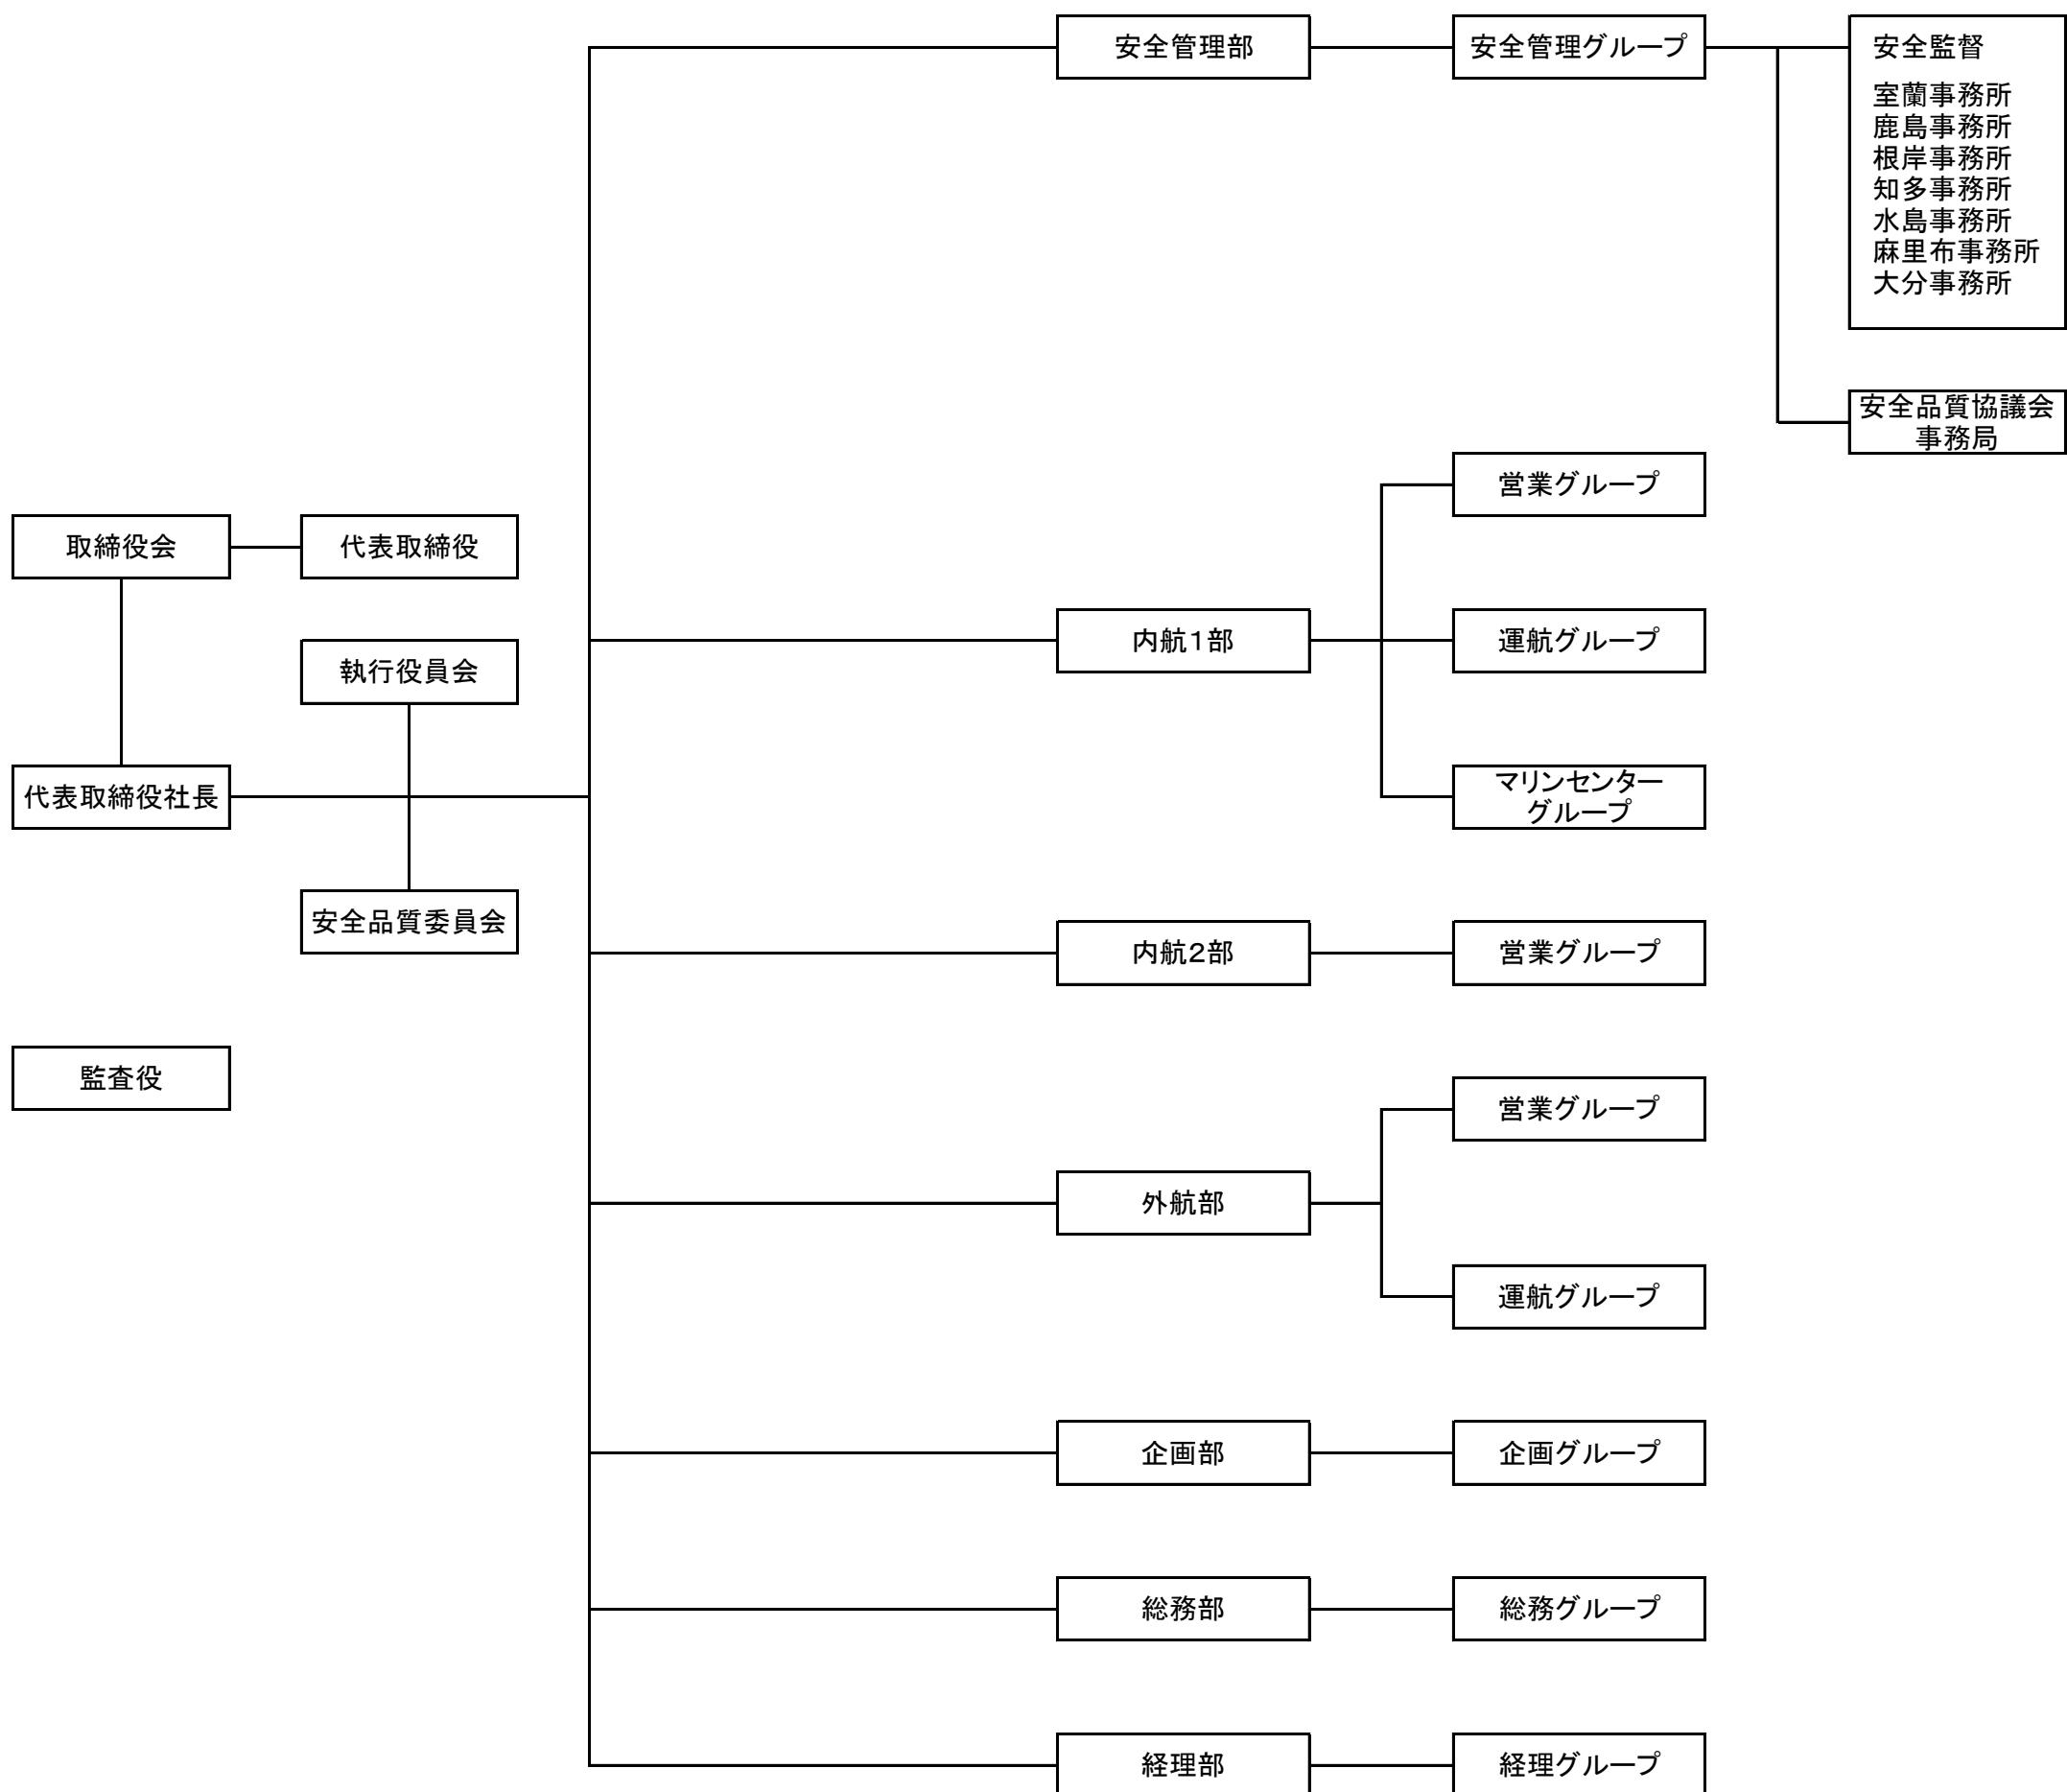 取締役会
代表取締役
執行役員会
代表取締役社長
安全品質委員会
監査役
安全管理部
安全管理グループ
安全監督
室蘭事務所
鹿島事務所
根岸事務所
知多事務所
水島事務所
麻里布事務所
大分事務所
安全品質協議会
事務局
内航1部
営業グループ
運航グループ
マリンセンター
グループ
内航2部
営業グループ
外航部
営業グループ
運航グループ
企画部
企画グループ
総務部
総務グループ
経理部
経理グループ